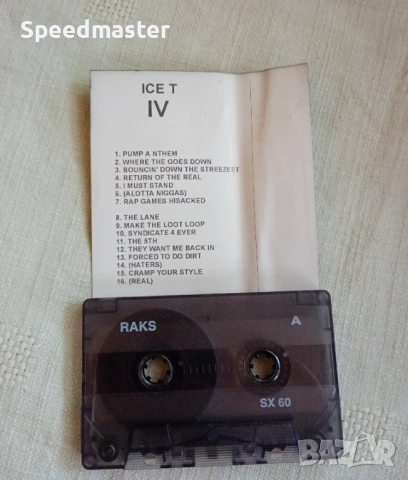 Speedmaster
ICE T
IV
1. PUMP A NTHEM
2. WHERE THE GOES DOWN
3. BOUNCIN' DOWN THE STREEZEET
4. RETURN OF THE REAL
5. I MUST STAND
6. (ALOTTA NIGGAS)
7. RAP GAMES HISACKED
8. THE LANE
9. MAKE THE LOOT LOOP
10. SYNDICATE 4 EVER
11. THE 5TH
12. THEY WANT ME BACK IN
13. FORCED TO DO DIRT
14. (HATERS)
15. CRAMP YOUR STYLE
16. (REAL)
RAKS
A
SX 60
BAZAR